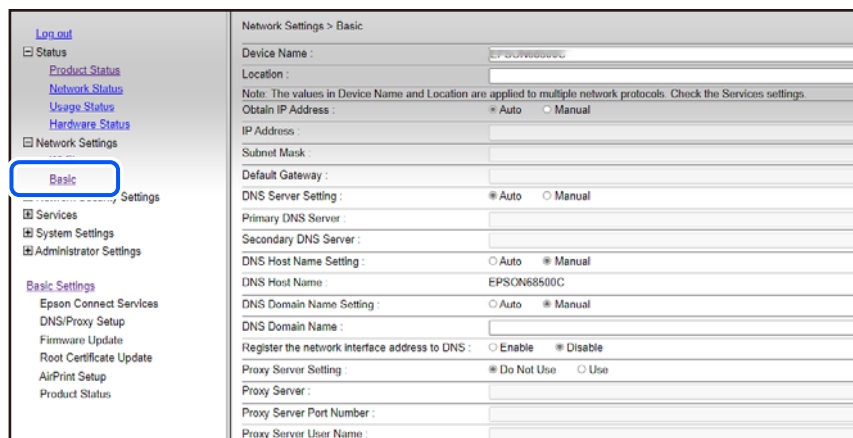 Log out
Status
Product Status
Network Status
Usage Status
Hardware Status
Network Settings
Basic
Settings
Services
System Settings
Administrator Settings
Basic Settings
Epson Connect Services
DNS/Proxy Setup
Firmware Update
Root Certificate Update
AirPrint Setup
Product Status
Network Settings > Basic
Device Name :
Location :
Note: The values in Device Name and Location are applied to multiple network protocols. Check the Services settings.
Obtain IP Address : Auto Manual
IP Address :
Subnet Mask :
Default Gateway :
DNS Server Setting : Auto Manual
Primary DNS Server :
Secondary DNS Server :
DNS Host Name Setting : Auto Manual
DNS Host Name : EPSON68500C
DNS Domain Name Setting : Auto Manual
DNS Domain Name :
Register the network interface address to DNS : Enable Disable
Proxy Server Setting : Do Not Use Use
Proxy Server :
Proxy Server Port Number :
Proxy Server User Name :